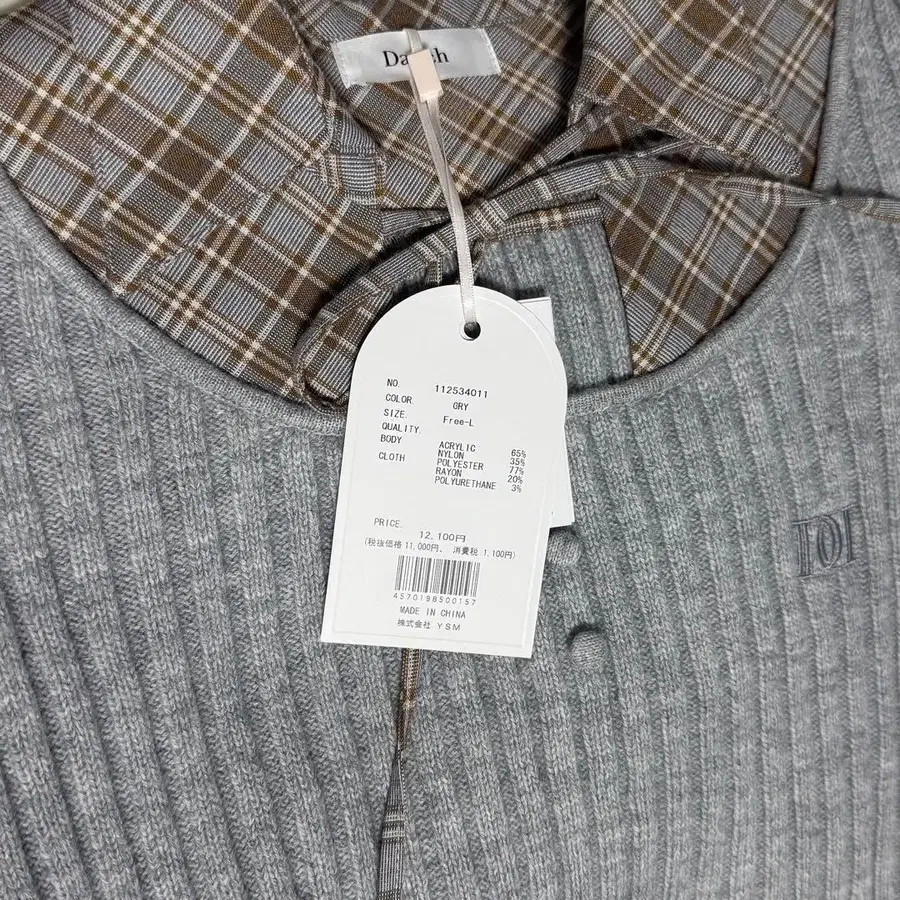 NO. 112534011
COLOR. GRY
SIZE. Free-L
QUALITY.
BODY ACRYLIC 65%
NYLON 35%
CLOTH POLYESTER 77%
RAYON 20%
POLYURETHANE 3%
PRICE.
12,100円
(税抜価格11,000円、 消費税 1,100円)
4570198500157
MADE IN CHINA
株式会社 YSM